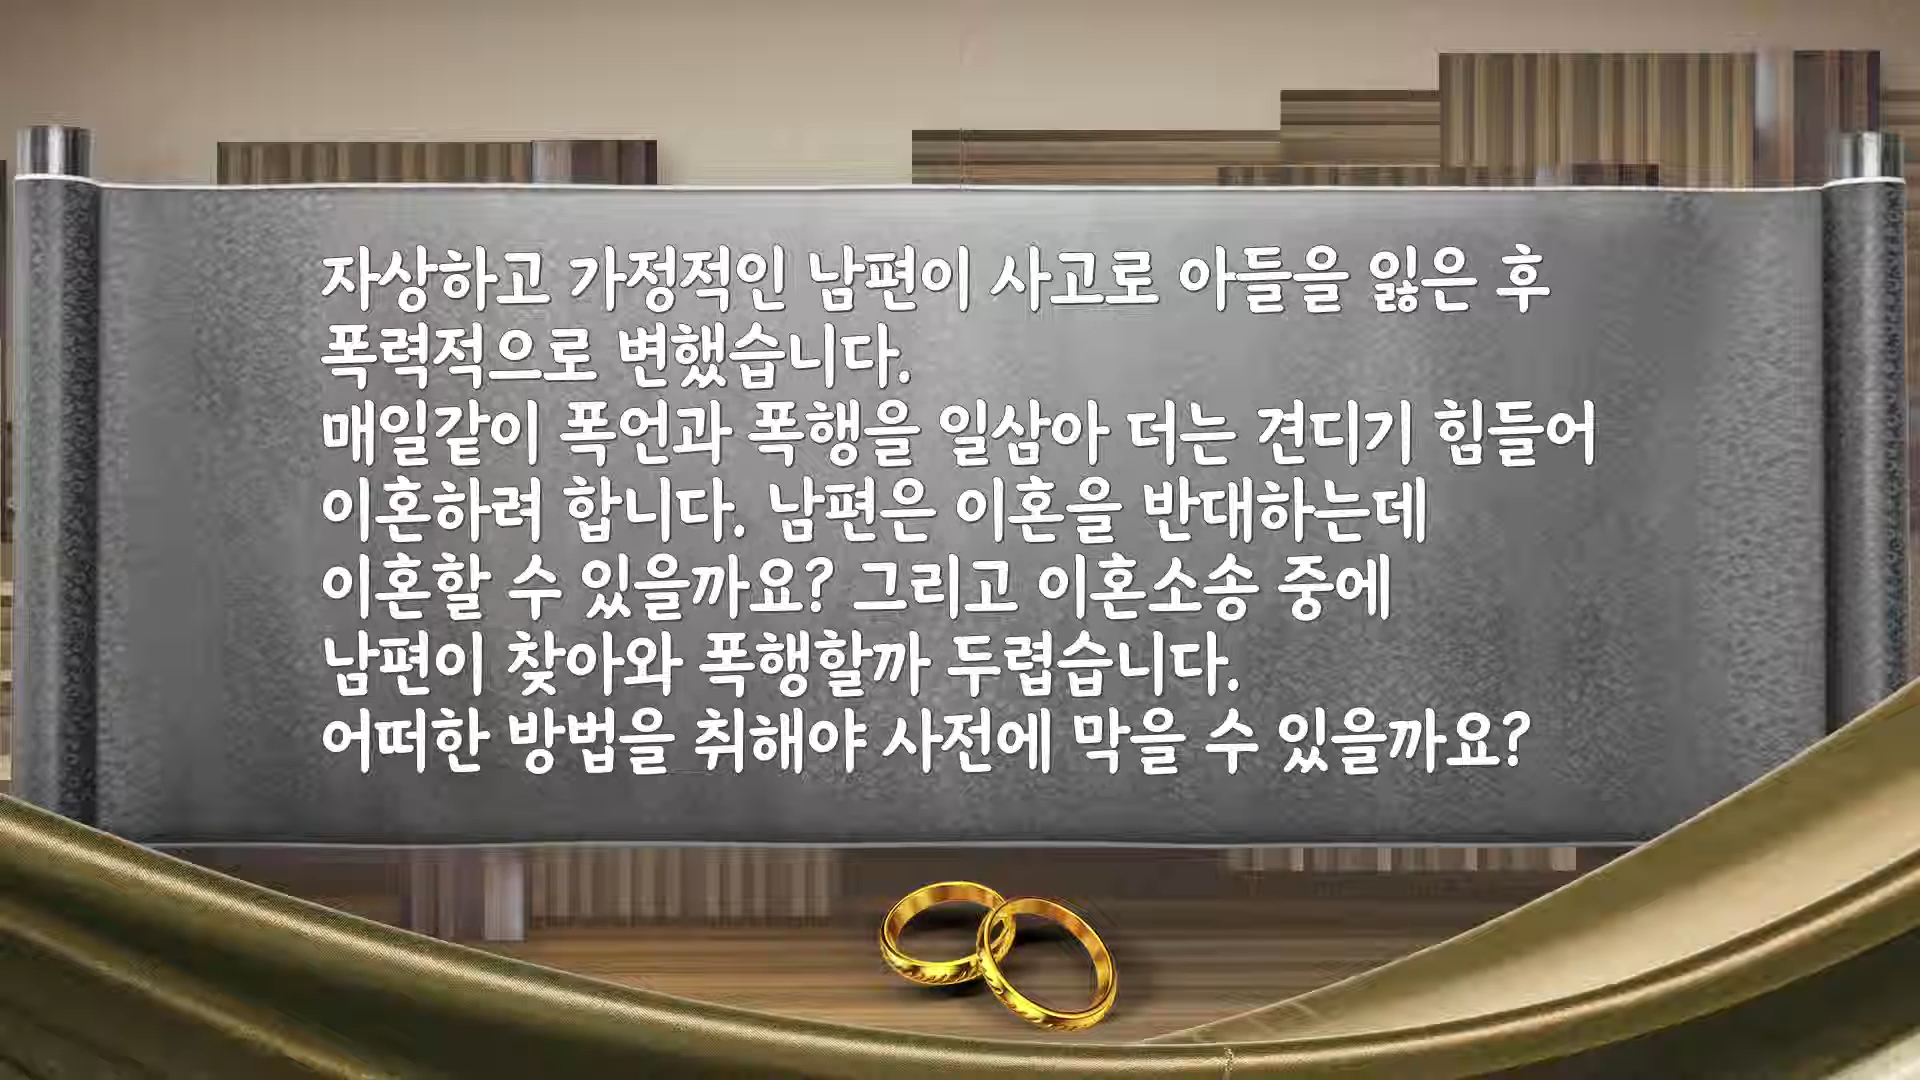 자상하고 가정적인 남편이 사고로 아들을 잃은 후
폭력적으로 변했습니다.
매일같이 폭언과 폭행을 일삼아 더는 견디기 힘들어
이혼하려 합니다. 남편은 이혼을 반대하는데
이혼할 수 있을까요? 그리고 이혼소송 중에
남편이 찾아와 폭행할까 두렵습니다.
어떠한 방법을 취해야 사전에 막을 수 있을까요?